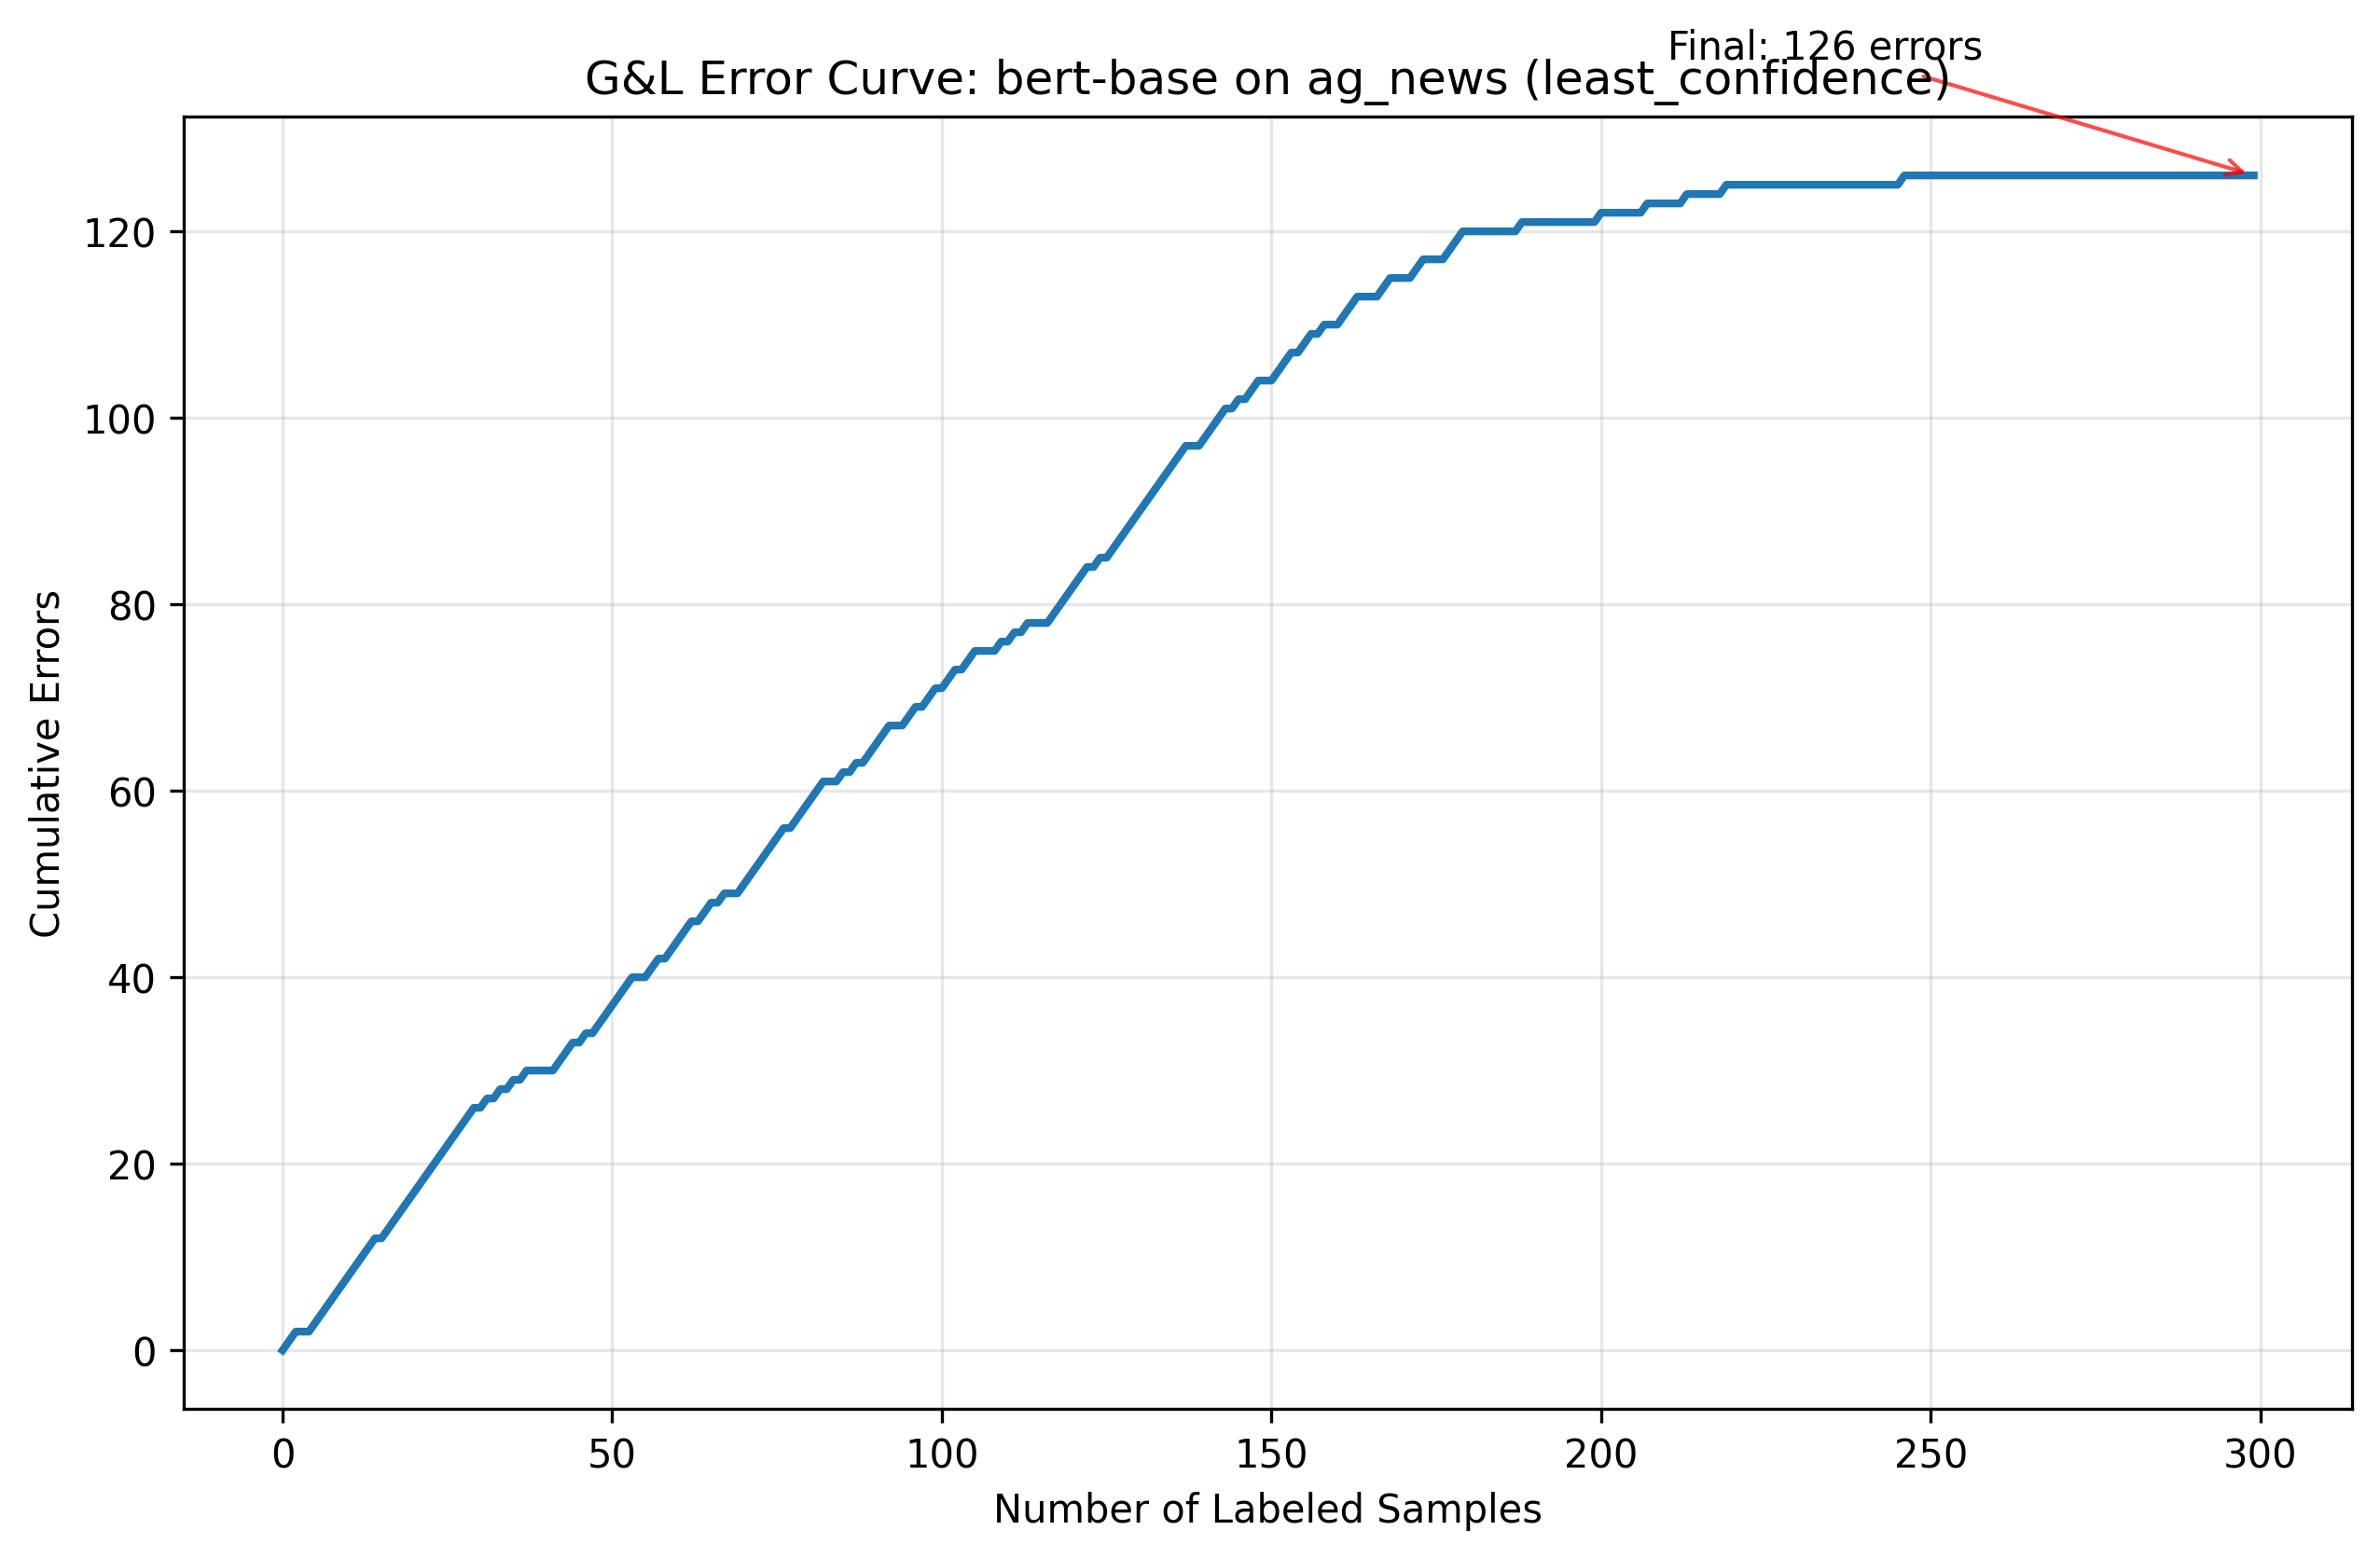 Final: 126 errors
G&L Error Curve: bert-base on ag_news (least_confidence)
120
100
80
60
40
20
0
Cumulative Errors
0 50 100 150 200 250 300
Number of Labeled Samples